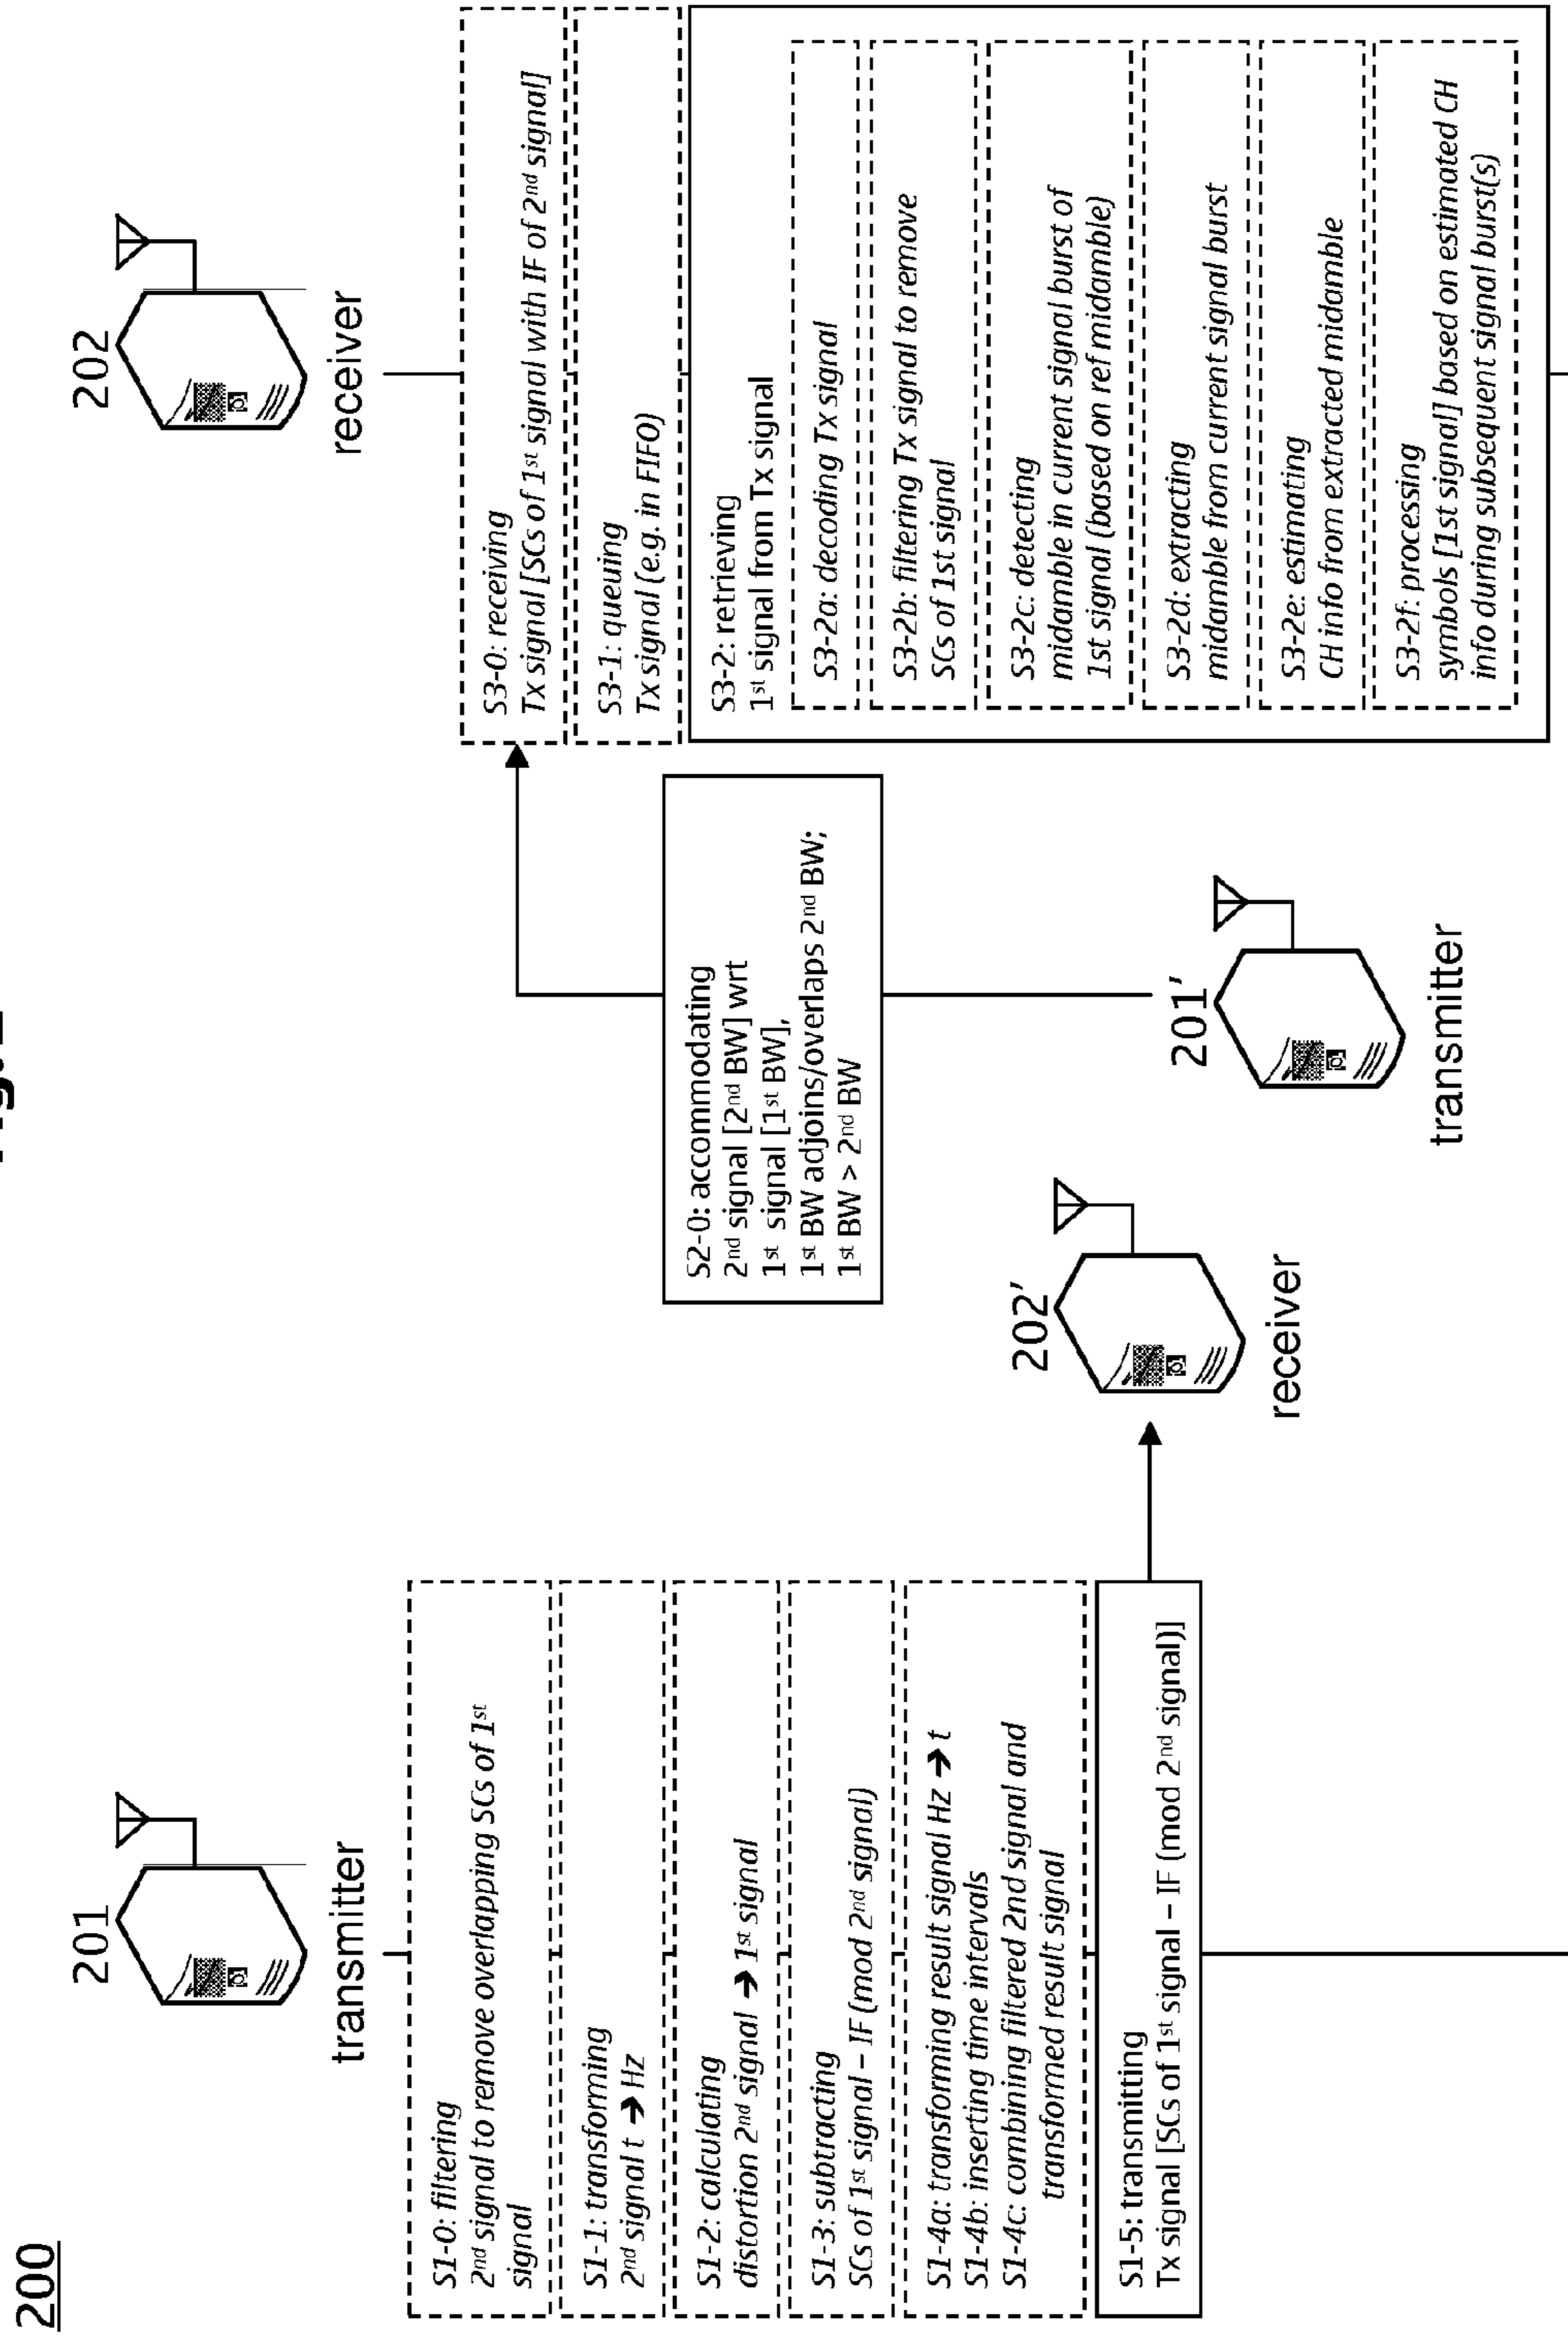 200
201
transmitter
S1-0: filtering
2nd signal to remove overlapping SCs of 1st
signal
S1-1: transforming
2nd signal t → Hz
S1-2: calculating
distortion 2nd signal → 1st signal
S1-3: subtracting
SCs of 1st signal – IF (mod 2nd signal)
S1-4a: transforming result signal Hz → t
S1-4b: inserting time intervals
S1-4c: combining filtered 2nd signal and
transformed result signal
S1-5: transmitting
Tx signal [SCs of 1st signal – IF (mod 2nd signal)]
202'
receiver
S2-0: accommodating
2nd signal [2nd BW] wrt
1st signal [1st BW],
1st BW adjoins/overlaps 2nd BW;
1st BW > 2nd BW
201'
transmitter
202
receiver
S3-0: receiving
Tx signal [SCs of 1st signal with IF of 2nd signal]
S3-1: queuing
Tx signal (e.g. in FIFO)
S3-2: retrieving
1st signal from Tx signal
S3-2a: decoding Tx signal
S3-2b: filtering Tx signal to remove
SCs of 1st signal
S3-2c: detecting
midamble in current signal burst of
1st signal (based on ref midamble)
S3-2d: extracting
midamble from current signal burst
S3-2e: estimating
CH info from extracted midamble
S3-2f: processing
symbols [1st signal] based on estimated CH
info during subsequent signal burst(s)